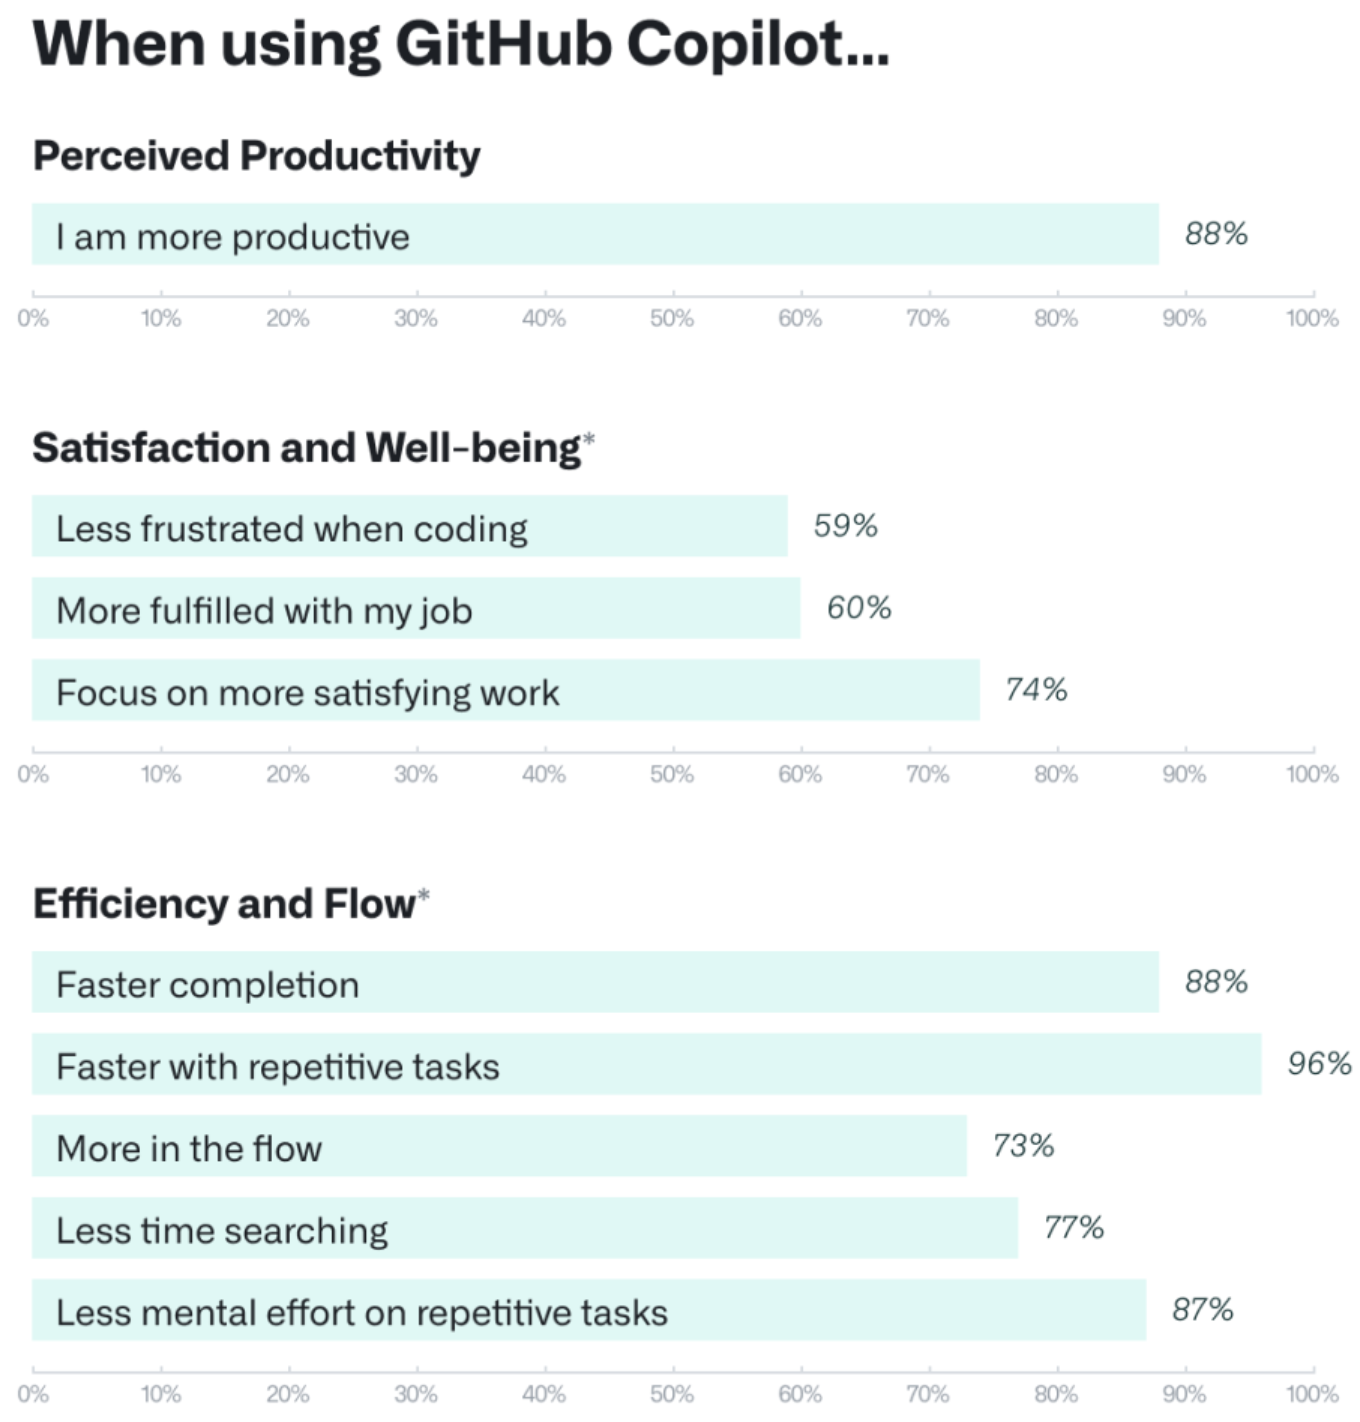 When using GitHub Copilot...
Perceived Productivity
I am more productive 88%
0% 10% 20% 30% 40% 50% 60% 70% 80% 90% 100%
Satisfaction and Well-being*
Less frustrated when coding 59%
More fulfilled with my job 60%
Focus on more satisfying work 74%
0% 10% 20% 30% 40% 50% 60% 70% 80% 90% 100%
Efficiency and Flow*
Faster completion 88%
Faster with repetitive tasks 96%
More in the flow 73%
Less time searching 77%
Less mental effort on repetitive tasks 87%
0% 10% 20% 30% 40% 50% 60% 70% 80% 90% 100%